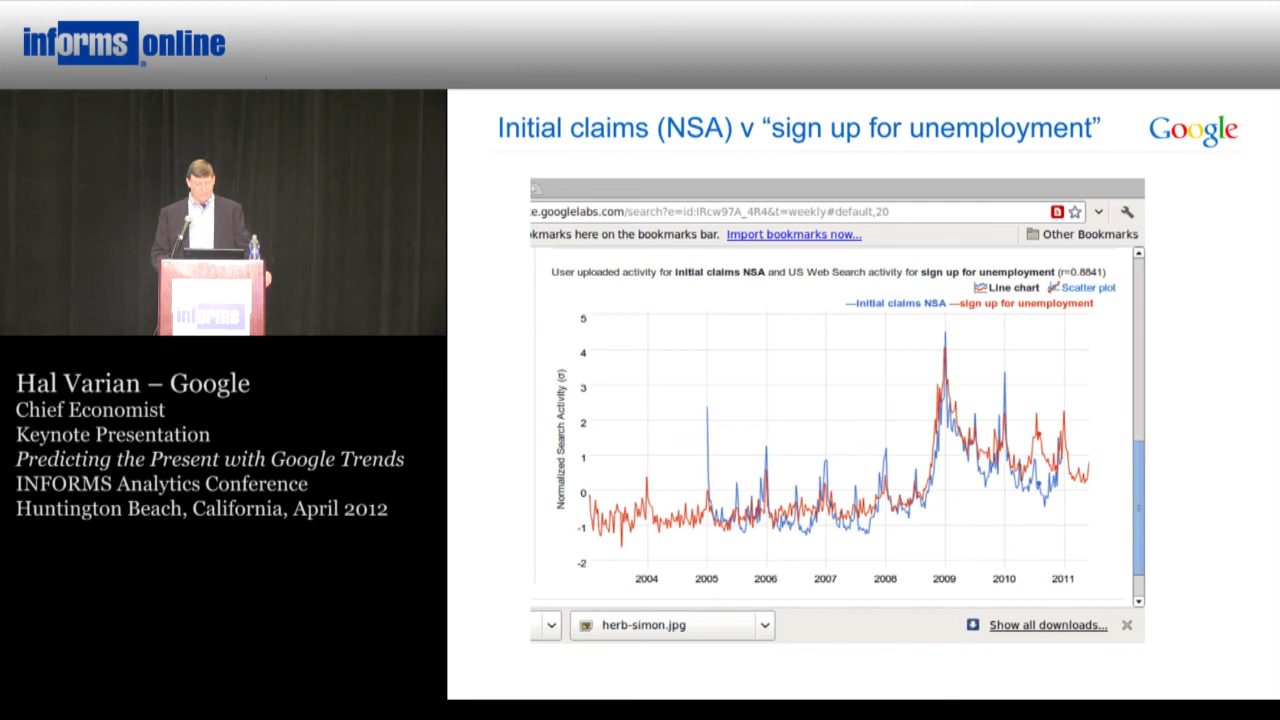 informs online
®
Initial claims (NSA) v “sign up for unemployment”
Google
e.googlelabs.com/search?e=id:IRcw97A_4R4&t=weekly#default,20
kmarks here on the bookmarks bar. Import bookmarks now... Other Bookmarks
User uploaded activity for initial claims NSA and US Web Search activity for sign up for unemployment (r=0.8841)
Line chart Scatter plot
—initial claims NSA —sign up for unemployment
Normalized Search Activity (σ)
5
4
3
2
1
0
-1
-2
2004 2005 2006 2007 2008 2009 2010 2011
herb-simon.jpg Show all downloads...
informs
Hal Varian – Google
Chief Economist
Keynote Presentation
Predicting the Present with Google Trends
INFORMS Analytics Conference
Huntington Beach, California, April 2012